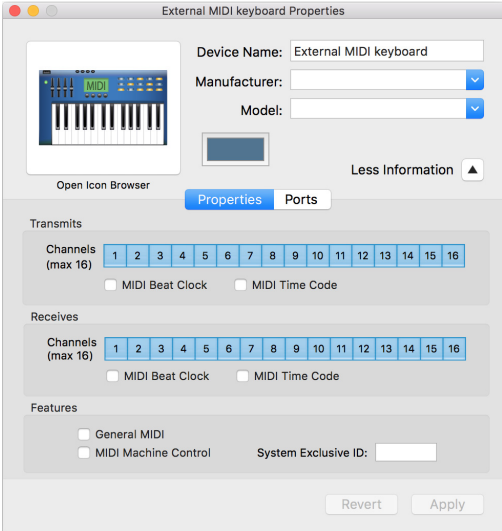 External MIDI keyboard Properties
Device Name: External MIDI keyboard
MIDI
Manufacturer:
Model:
Open Icon Browser
Less Information
Properties Ports
Transmits
Channels
(max 16)
1 2 3 4 5 6 7 8 9 10 11 12 13 14 15 16
MIDI Beat Clock MIDI Time Code
Receives
Channels
(max 16)
1 2 3 4 5 6 7 8 9 10 11 12 13 14 15 16
MIDI Beat Clock MIDI Time Code
Features
General MIDI
MIDI Machine Control System Exclusive ID:
Revert Apply